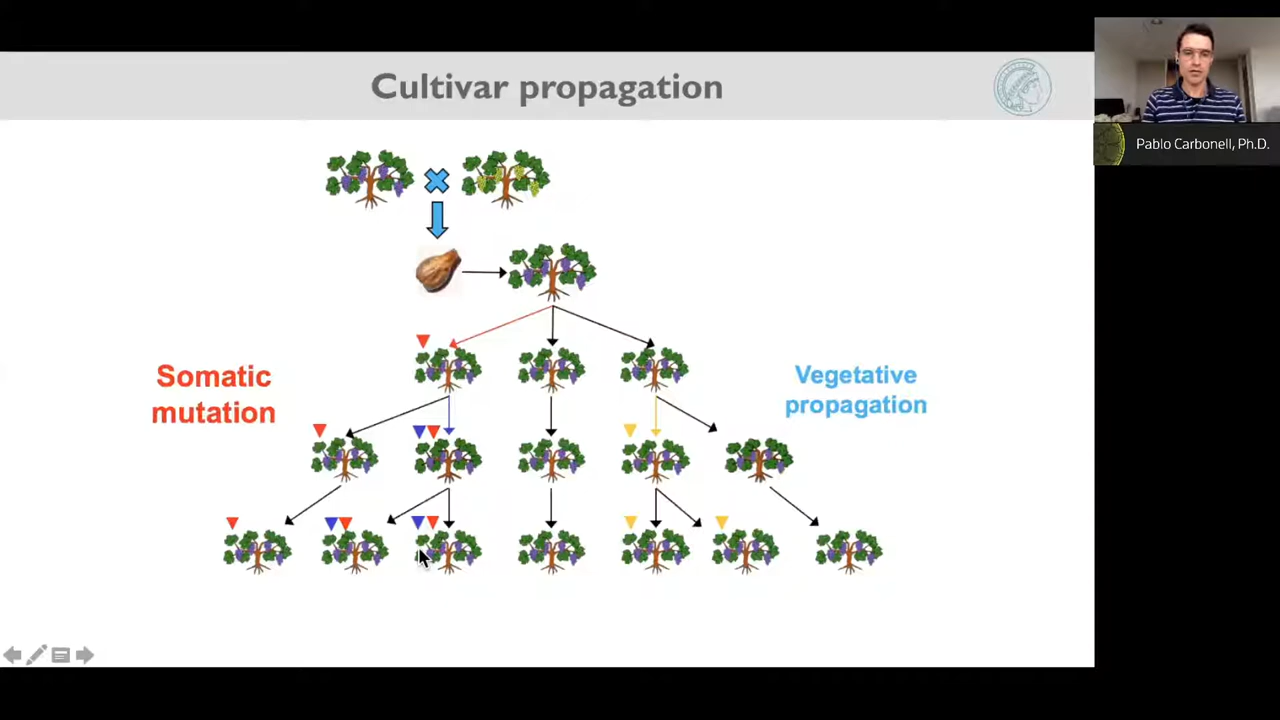 Cultivar propagation
Pablo Carbonell, Ph.D.
Somatic
mutation
Vegetative
propagation